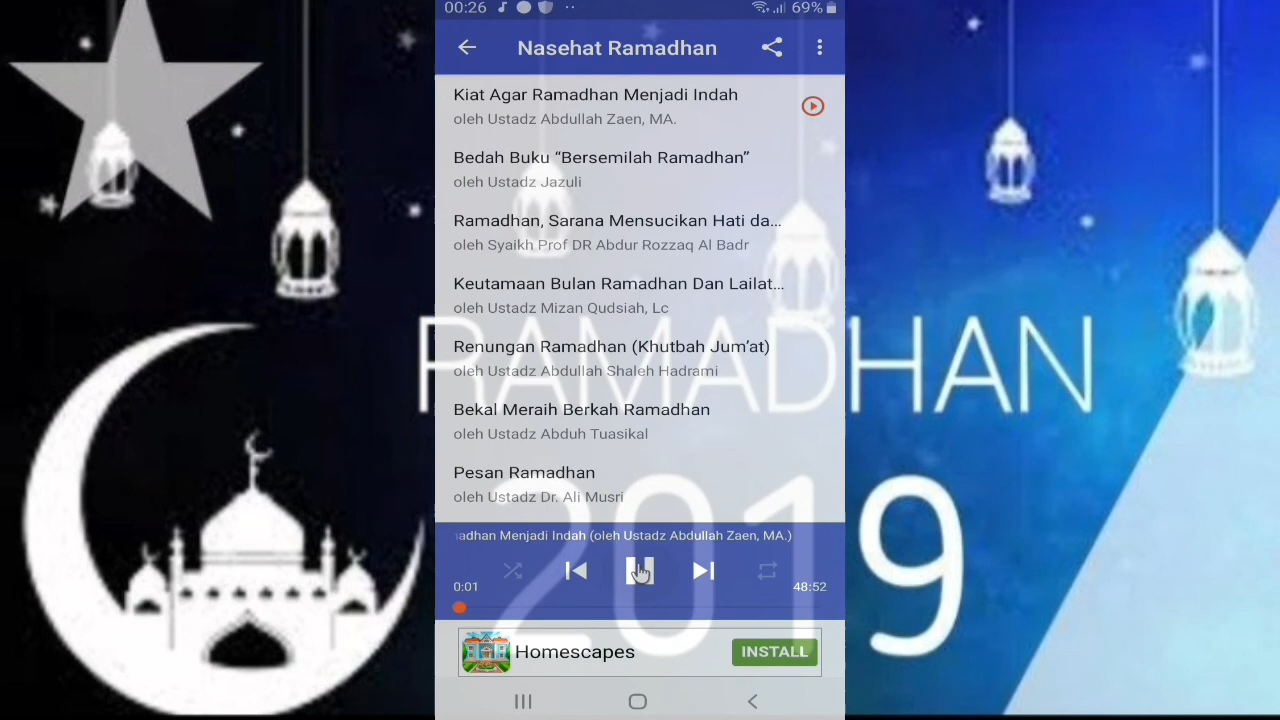 00:26
69%
Nasehat Ramadhan
Kiat Agar Ramadhan Menjadi Indah
oleh Ustadz Abdullah Zaen, MA.
Bedah Buku “Bersemilah Ramadhan”
oleh Ustadz Jazuli
Ramadhan, Sarana Mensucikan Hati da...
oleh Syaikh Prof DR Abdur Rozzaq Al Badr
Keutamaan Bulan Ramadhan Dan Lailat...
oleh Ustadz Mizan Qudsiah, Lc
Renungan Ramadhan (Khutbah Jum’at)
oleh Ustadz Abdullah Shaleh Hadrami
RAMADHAN
Bekal Meraih Berkah Ramadhan
oleh Ustadz Abduh Tuasikal
Pesan Ramadhan
oleh Ustadz Dr. Ali Musri
2019
adhan Menjadi Indah (oleh Ustadz Abdullah Zaen, MA.)
0:01
48:52
Homescapes
INSTALL